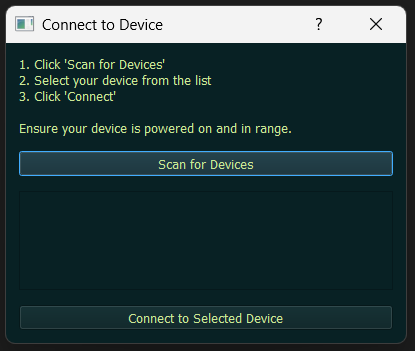 Connect to Device
?
1. Click 'Scan for Devices'
2. Select your device from the list
3. Click 'Connect'
Ensure your device is powered on and in range.
Scan for Devices
Connect to Selected Device